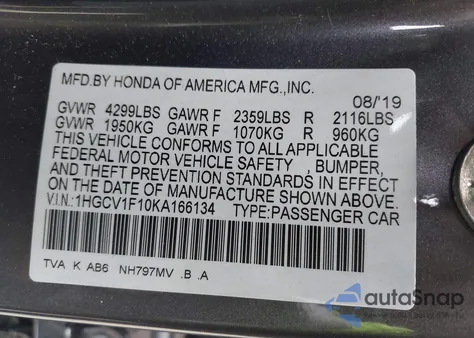 MFD.BY HONDA OF AMERICA MFG.,INC.
08/'19
GVWR 4299LBS GAWR F 2359LBS R 2116LBS
GVWR 1950KG GAWR F 1070KG R 960KG
THIS VEHICLE CONFORMS TO ALL APPLICABLE
FEDERAL MOTOR VEHICLE SAFETY , BUMPER,
AND THEFT PREVENTION STANDARDS IN EFFECT
ON THE DATE OF MANUFACTURE SHOWN ABOVE.
V.I.N.:1HGCV1F10KA166134 TYPE:PASSENGER CAR
TVA K AB6 NH797MV .B .A
autoSnap